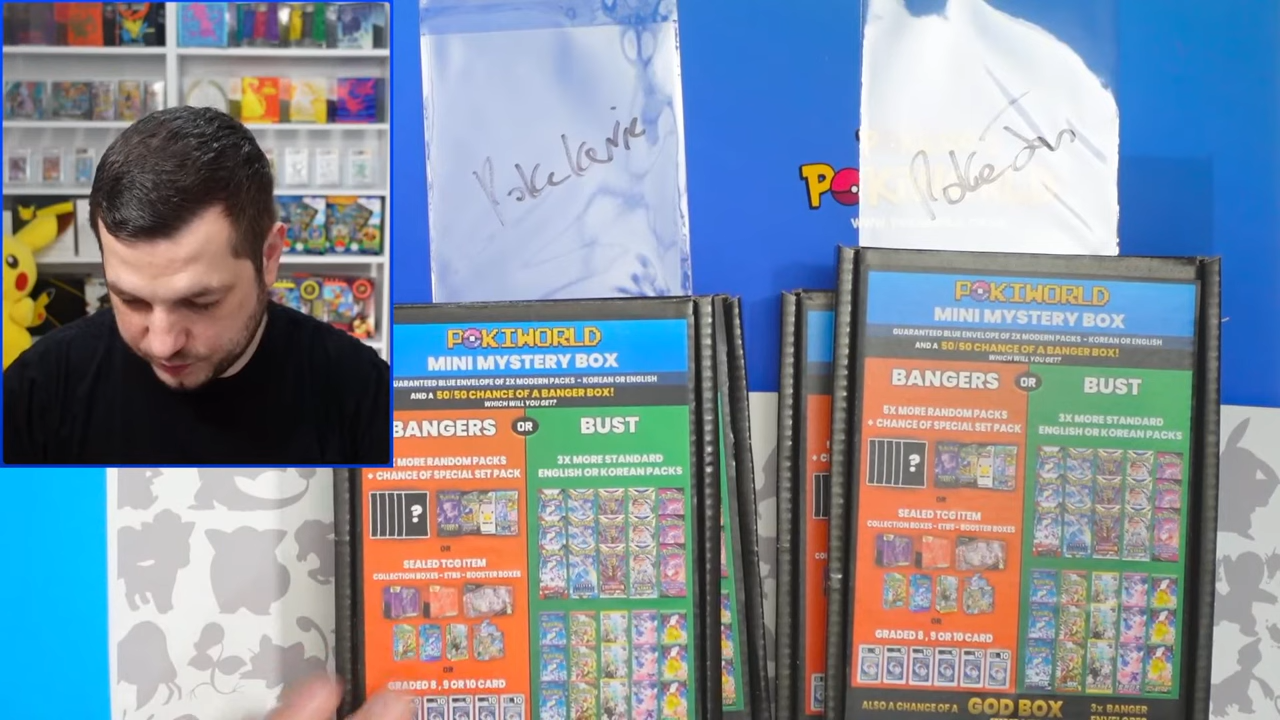 POKIWORLD
MINI MYSTERY BOX
GUARANTEED BLUE ENVELOPE OF 2X MODERN PACKS - KOREAN OR ENGLISH
AND A 50/50 CHANCE OF A BANGER BOX!
WHICH WILL YOU GET?
BANGERS OR BUST
MORE RANDOM PACKS
+ CHANCE OF SPECIAL SET PACK
3X MORE STANDARD
ENGLISH OR KOREAN PACKS
?
OR
SEALED TCG ITEM
COLLECTION BOXES - ETBS - BOOSTER BOXES
OR
GRADED 8, 9 OR 10 CARD
POKIWORLD
MINI MYSTERY BOX
GUARANTEED BLUE ENVELOPE OF 2X MODERN PACKS - KOREAN OR ENGLISH
AND A 50/50 CHANCE OF A BANGER BOX!
WHICH WILL YOU GET?
BANGERS OR BUST
5X MORE RANDOM PACKS
+ CHANCE OF SPECIAL SET PACK
3X MORE STANDARD
ENGLISH OR KOREAN PACKS
?
OR
SEALED TCG ITEM
COLLECTION BOXES - ETBS - BOOSTER BOXES
OR
GRADED 8, 9 OR 10 CARD
ALSO A CHANCE OF A GOD BOX
3X BANGER